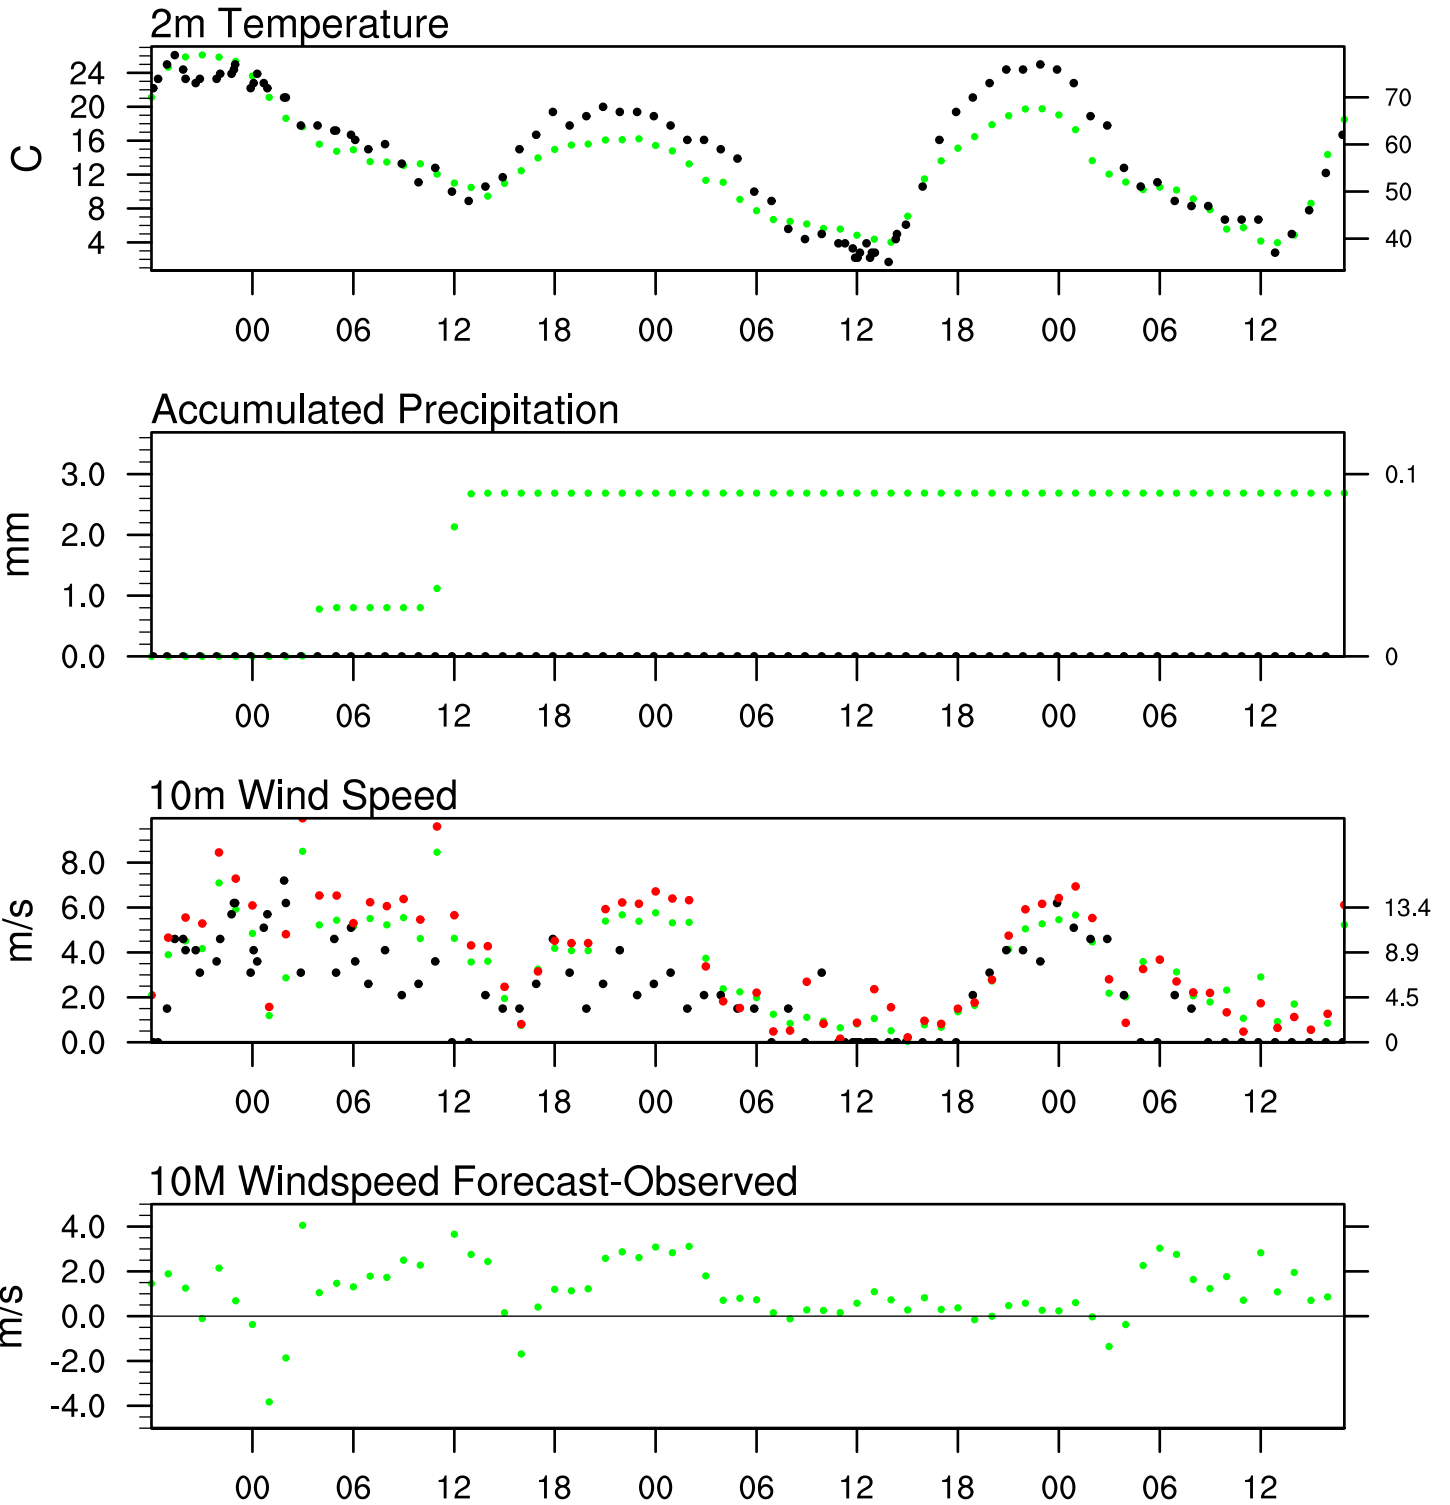 2m Temperature
24
20
16
12
8
4
C
70
60
50
40
00 06 12 18 00 06 12 18 00 06 12
Accumulated Precipitation
3.0
2.0
1.0
0.0
mm
0.1
0
00 06 12 18 00 06 12 18 00 06 12
10m Wind Speed
8.0
6.0
4.0
2.0
0.0
m/s
13.4
8.9
4.5
0
00 06 12 18 00 06 12 18 00 06 12
10M Windspeed Forecast-Observed
4.0
2.0
0.0
-2.0
-4.0
m/s
00 06 12 18 00 06 12 18 00 06 12